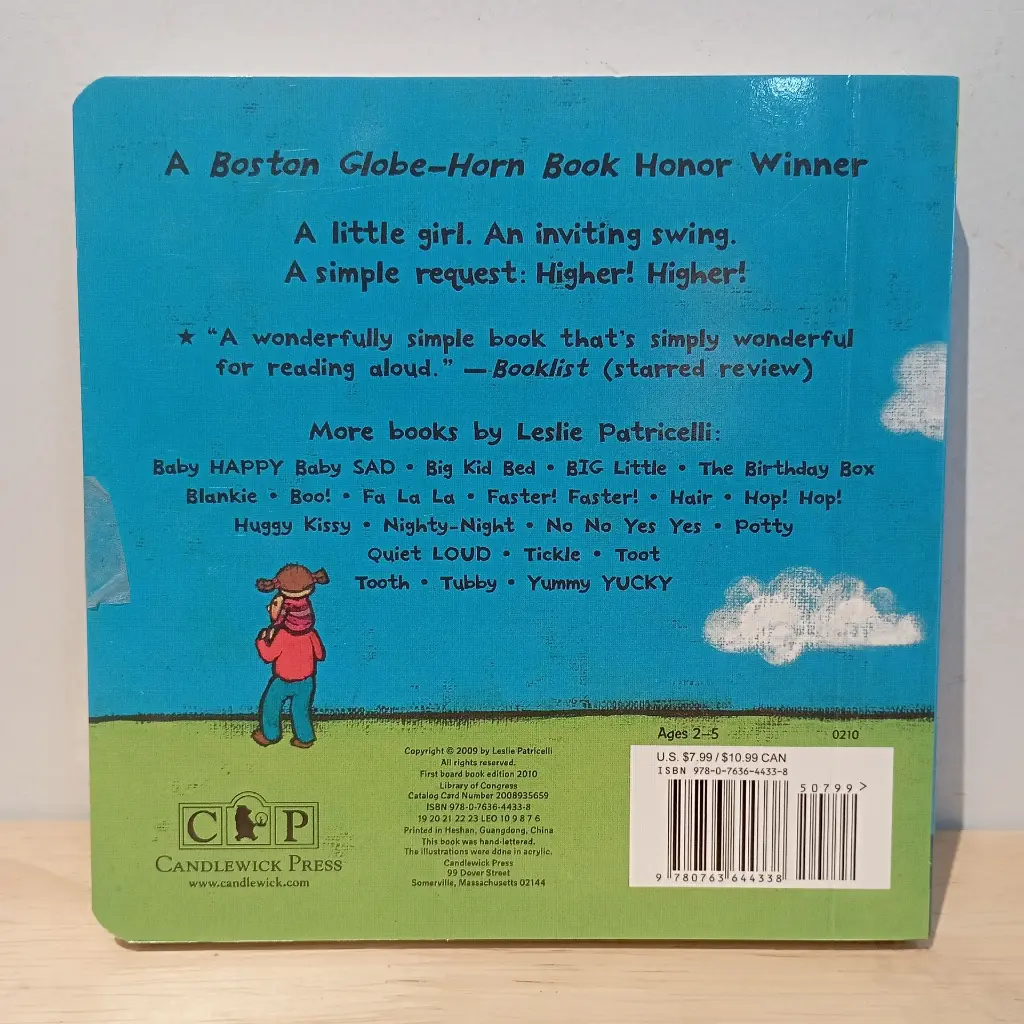 A Boston Globe–Horn Book Honor Winner
A little girl. An inviting swing.
A simple request: Higher! Higher!
★ “A wonderfully simple book that's simply wonderful
for reading aloud.” —Booklist (starred review)
More books by Leslie Patricelli:
Baby HAPPY Baby SAD • Big Kid Bed • BIG Little • The Birthday Box
Blankie • Boo! • Fa La La • Faster! Faster! • Hair • Hop! Hop!
Huggy Kissy • Nighty-Night • No No Yes Yes • Potty
Quiet LOUD • Tickle • Toot
Tooth • Tubby • Yummy YUCKY
C P
CANDLEWICK PRESS
www.candlewick.com
Copyright © 2009 by Leslie Patricelli
All rights reserved.
First board book edition 2010
Library of Congress
Catalog Card Number 2008935659
ISBN 978-0-7636-4433-8
19 20 21 22 23 LEO 10 9 8 7 6
Printed in Heshan, Guangdong, China
This book was hand-lettered.
The illustrations were done in acrylic.
Candlewick Press
99 Dover Street
Somerville, Massachusetts 02144
Ages 2–5 0210
U.S. $7.99 / $10.99 CAN
ISBN 978-0-7636-4433-8
50799>
9 780763 644338